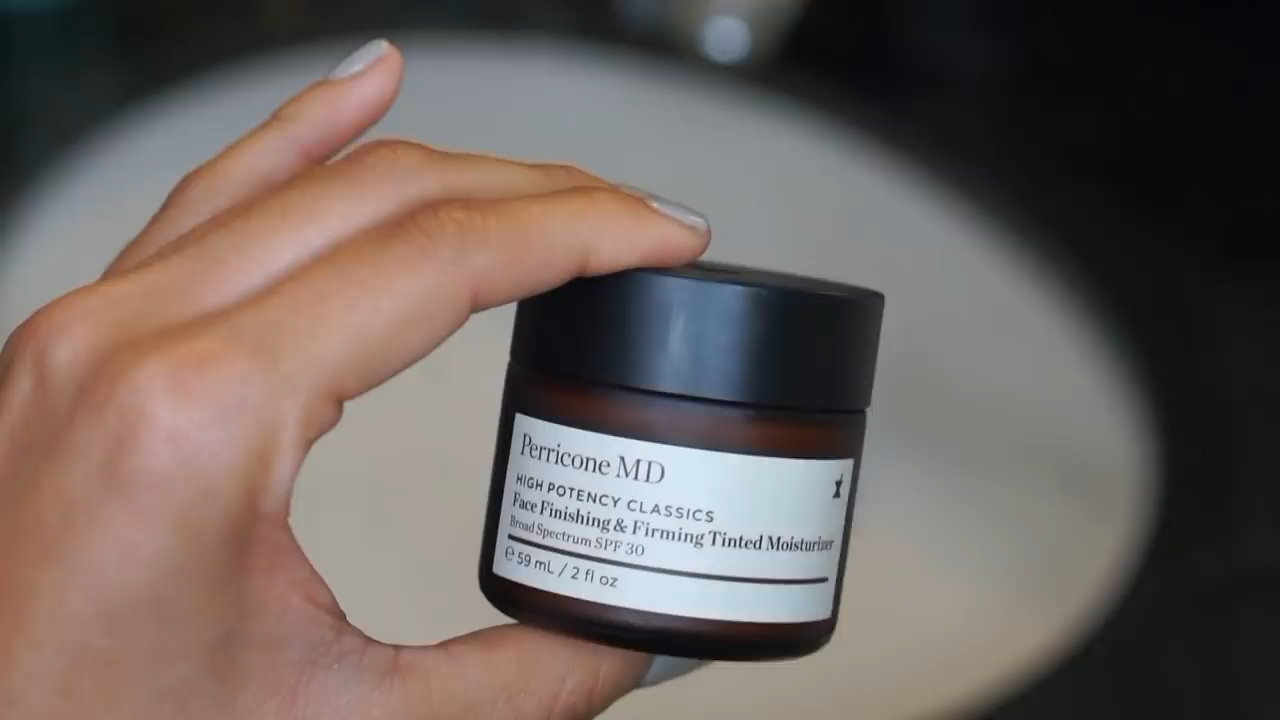 Perricone MD
HIGH POTENCY CLASSICS
Face Finishing & Firming Tinted Moisturizer
Broad Spectrum SPF 30
℮ 59 mL / 2 fl oz